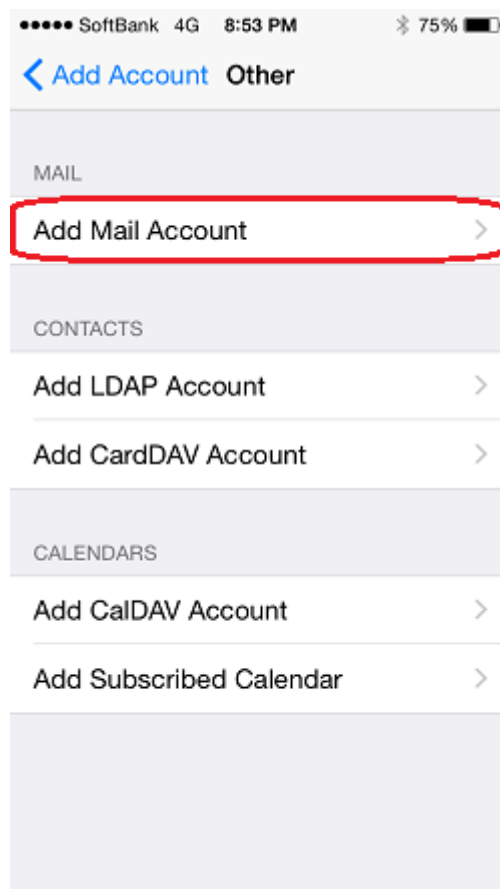 SoftBank 4G 8:53 PM 75%
Add Account Other
MAIL
Add Mail Account
CONTACTS
Add LDAP Account
Add CardDAV Account
CALENDARS
Add CalDAV Account
Add Subscribed Calendar